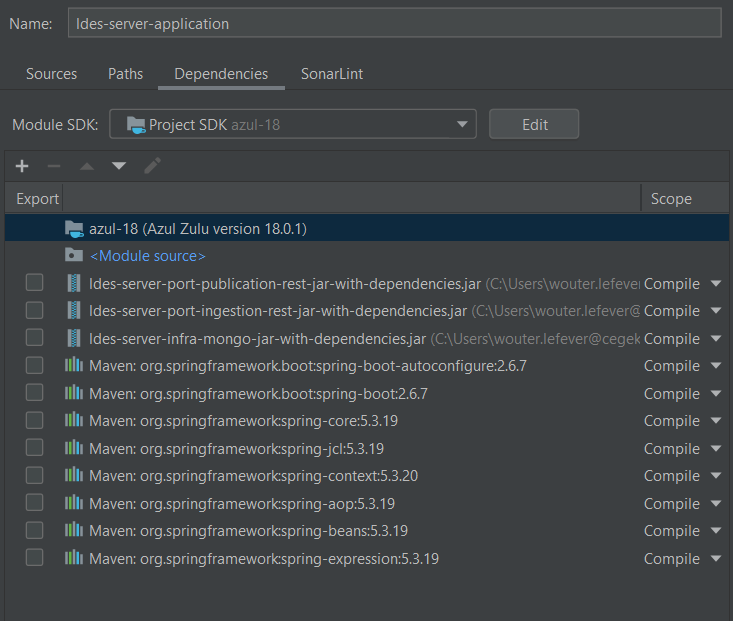 Name: ldes-server-application
Sources Paths Dependencies SonarLint
Module SDK: Project SDK azul-18 Edit
Export Scope
azul-18 (Azul Zulu version 18.0.1)
<Module source>
ldes-server-port-publication-rest-jar-with-dependencies.jar (C:\Users\wouter.lefever Compile
ldes-server-port-ingestion-rest-jar-with-dependencies.jar (C:\Users\wouter.lefever@ Compile
ldes-server-infra-mongo-jar-with-dependencies.jar (C:\Users\wouter.lefever@cegek Compile
Maven: org.springframework.boot:spring-boot-autoconfigure:2.6.7 Compile
Maven: org.springframework.boot:spring-boot:2.6.7 Compile
Maven: org.springframework:spring-core:5.3.19 Compile
Maven: org.springframework:spring-jcl:5.3.19 Compile
Maven: org.springframework:spring-context:5.3.20 Compile
Maven: org.springframework:spring-aop:5.3.19 Compile
Maven: org.springframework:spring-beans:5.3.19 Compile
Maven: org.springframework:spring-expression:5.3.19 Compile